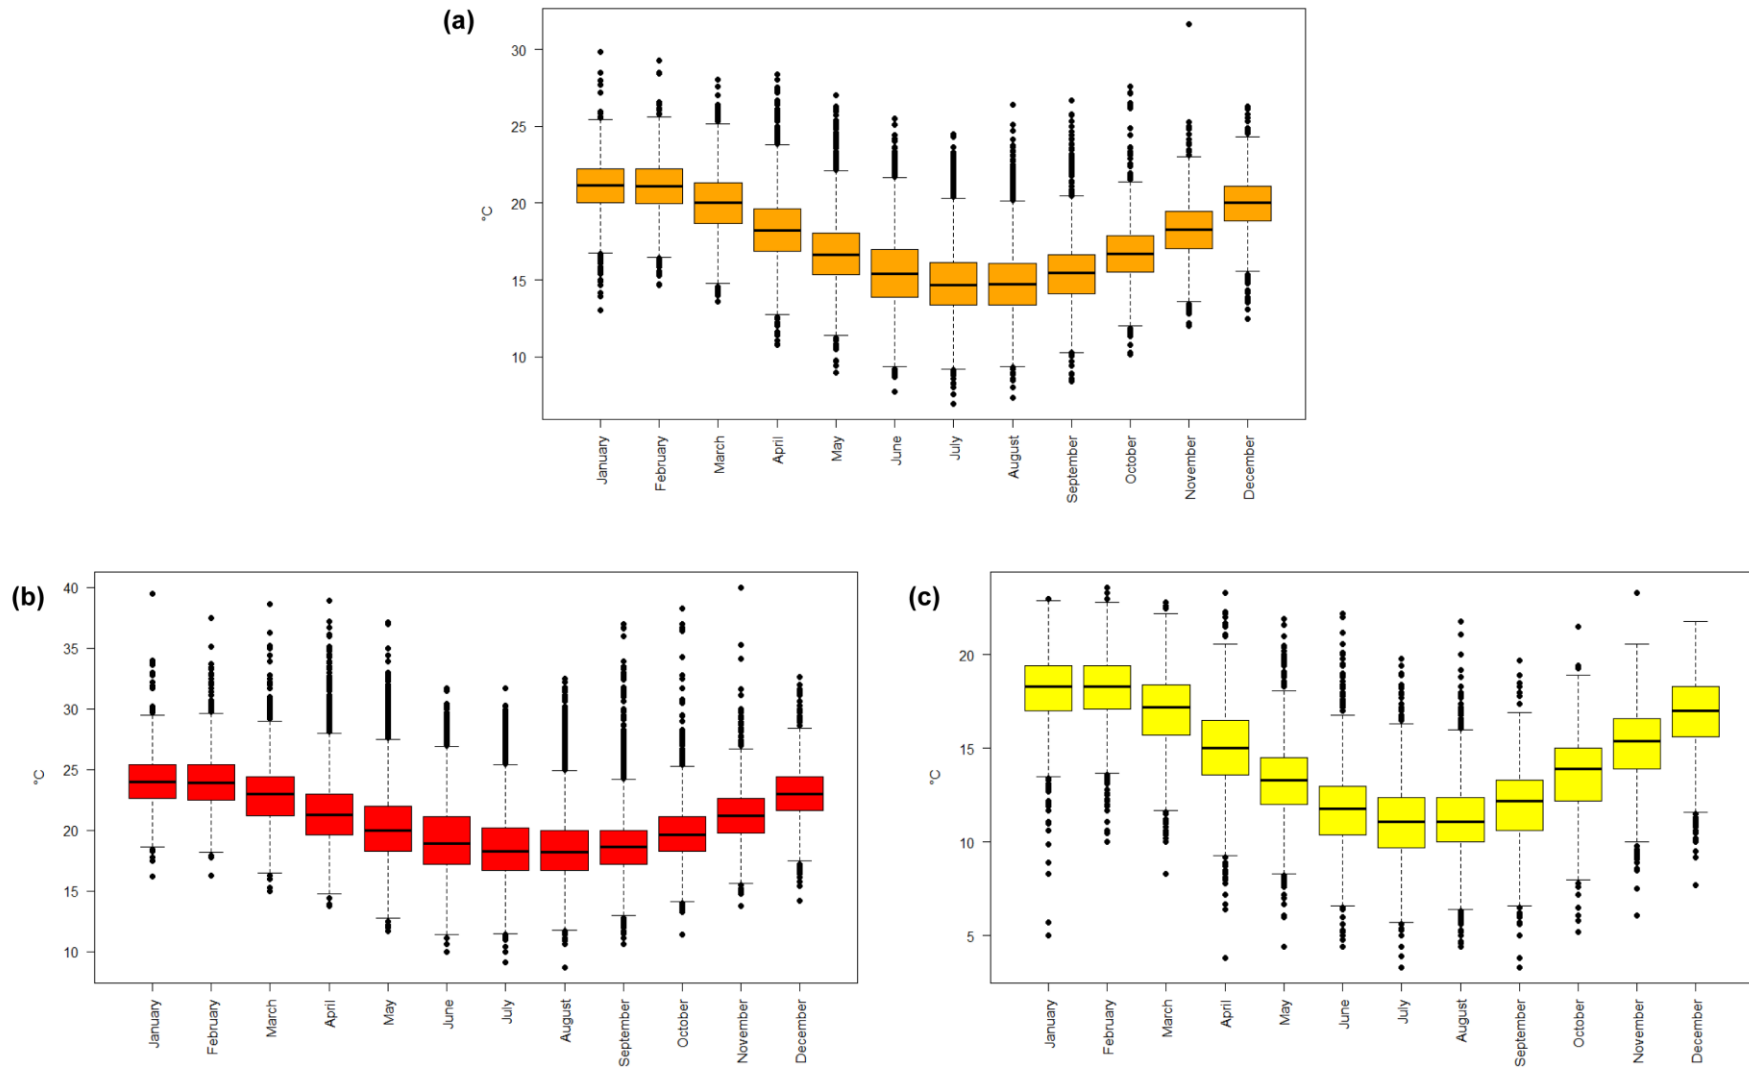 (a)
30
25
20
15
10
°C
January
February
March
April
May
June
July
August
September
October
November
December
(b)
40
35
30
25
20
15
10
°C
January
February
March
April
May
June
July
August
September
October
November
December
(c)
20
15
10
5
°C
January
February
March
April
May
June
July
August
September
October
November
December